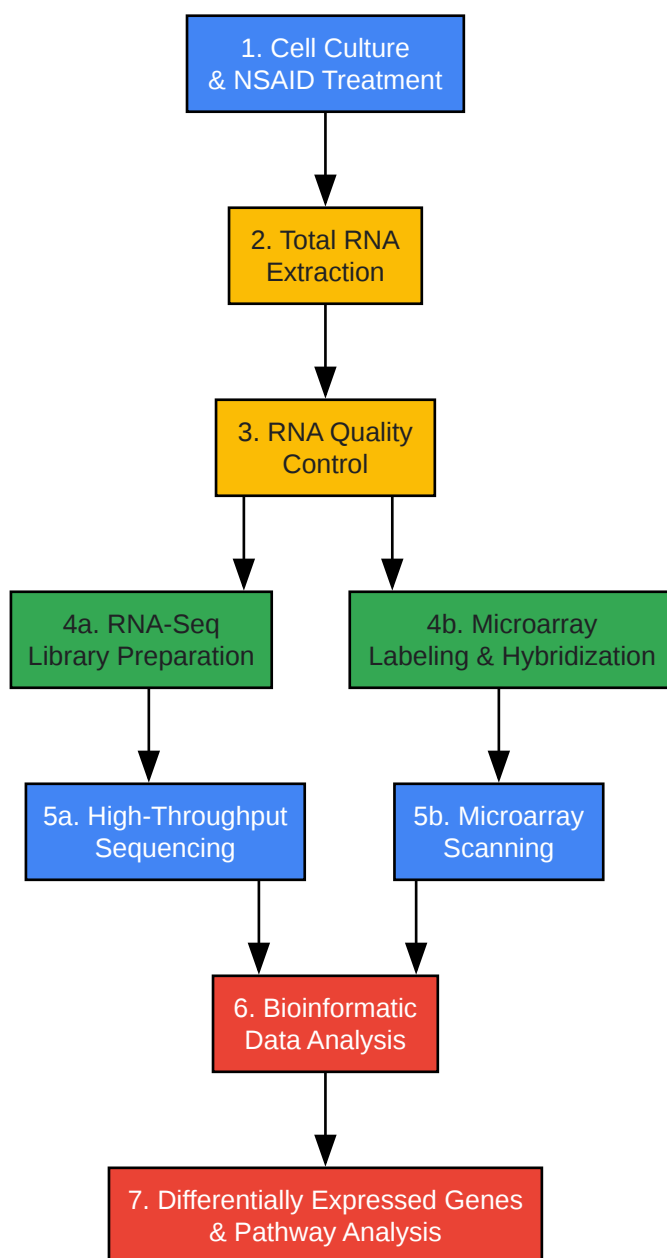 1. Cell Culture
& NSAID Treatment
2. Total RNA
Extraction
3. RNA Quality
Control
4a. RNA-Seq
Library Preparation
4b. Microarray
Labeling & Hybridization
5a. High-Throughput
Sequencing
5b. Microarray
Scanning
6. Bioinformatic
Data Analysis
7. Differentially Expressed Genes
& Pathway Analysis